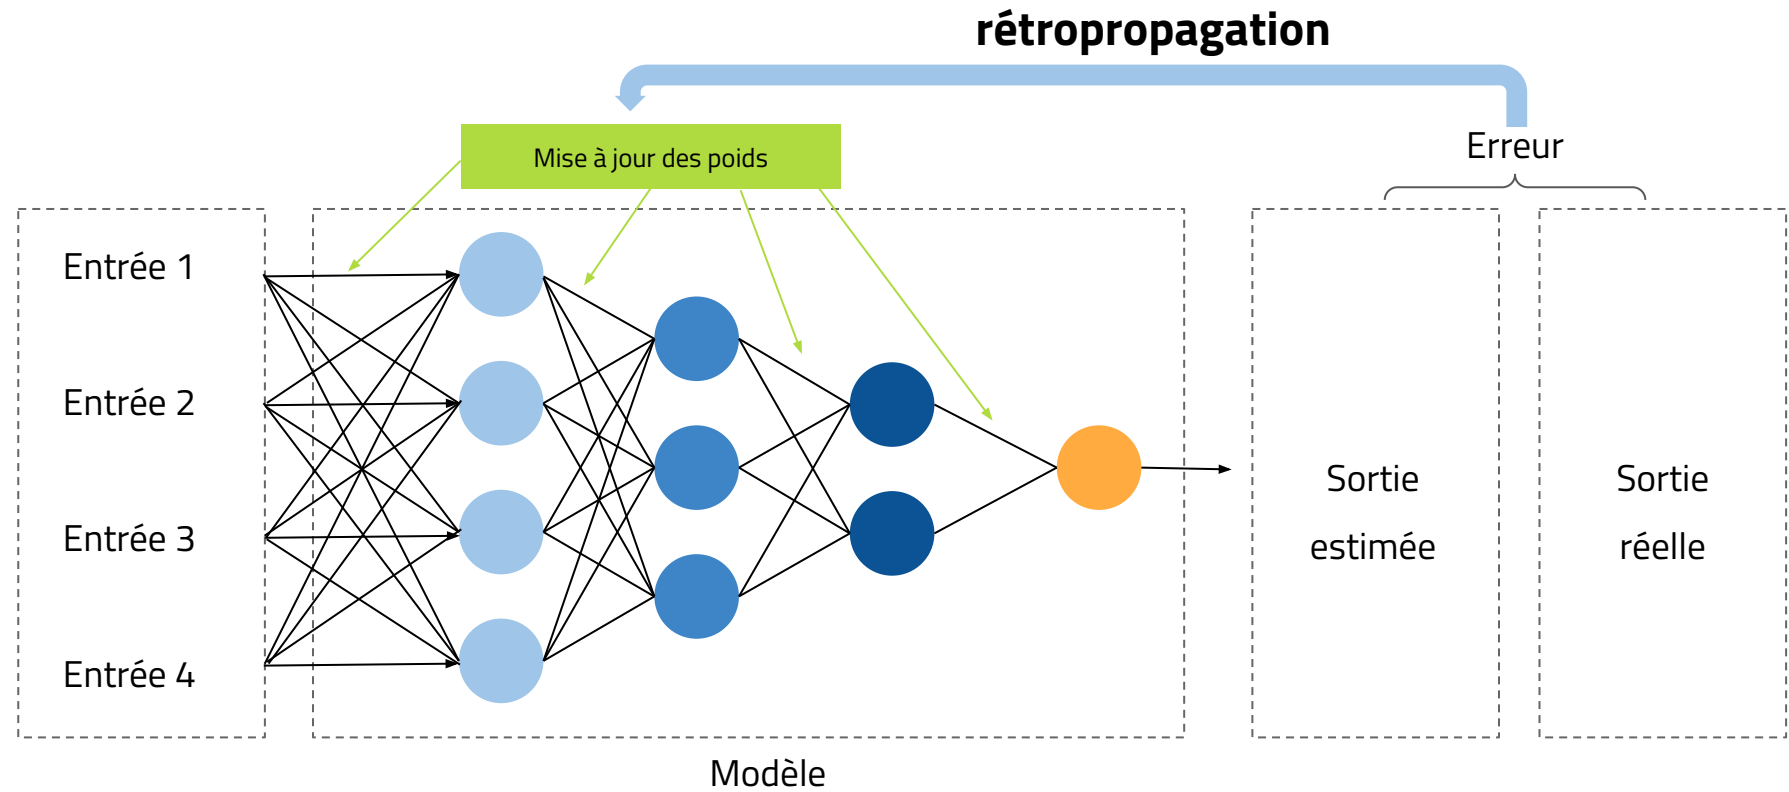 rétropropagation
Erreur
Mise à jour des poids
Entrée 1
Entrée 2
Entrée 3
Entrée 4
Sortie
estimée
Sortie
réelle
Modèle